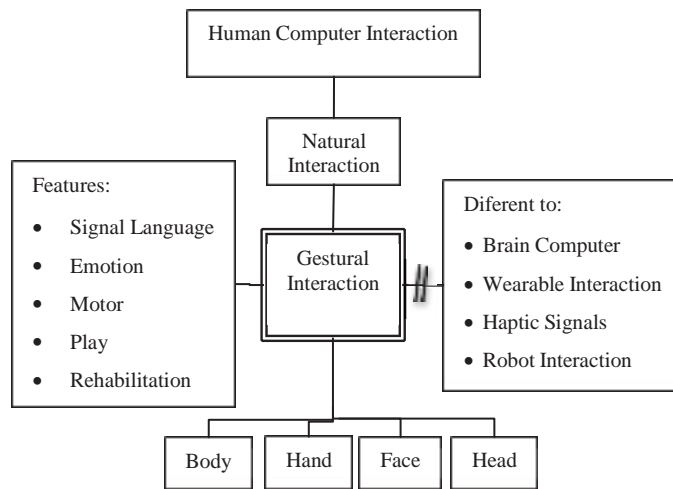 Human Computer Interaction
Natural
Interaction
Features:
• Signal Language
• Emotion
• Motor
• Play
• Rehabilitation
Gestural
Interaction
Diferent to:
• Brain Computer
• Wearable Interaction
• Haptic Signals
• Robot Interaction
Body
Hand
Face
Head